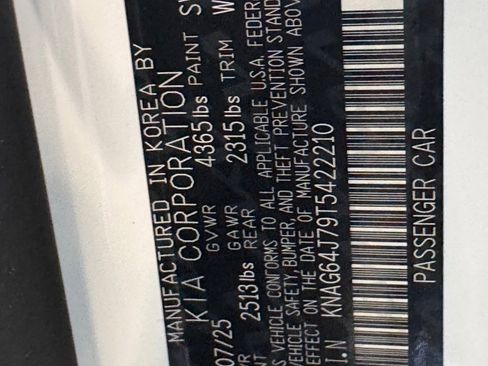 MANUFACTURED IN KOREA BY
KIA CORPORATION
07/25 GVWR 4365lbs PAINT
2513lbs GAWR REAR 2315lbs TRIM
VEHICLE CONFORMS TO ALL APPLICABLE U.S.A. FEDER
VEHICLE SAFETY, BUMPER AND THEFT PREVENTION STAND
EFFECT ON THE DATE OF MANUFACTURE SHOWN ABOV
I.N KNAG64J79T5422210
PASSENGER CAR